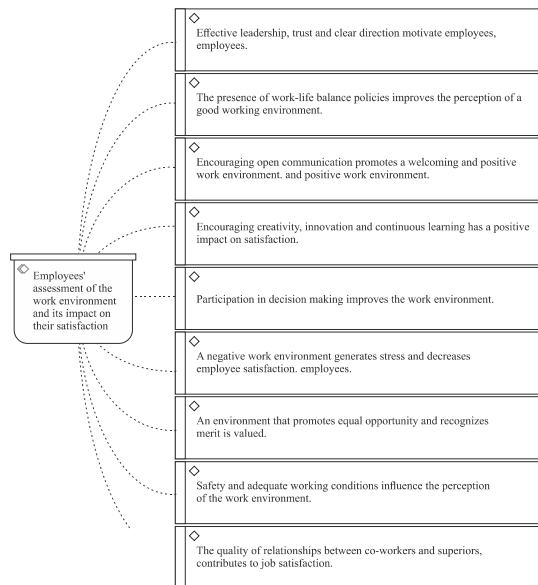 Effective leadership, trust and clear direction motivate employees,
employees.
The presence of work-life balance policies improves the perception of a
good working environment.
Encouraging open communication promotes a welcoming and positive
work environment. and positive work environment.
Encouraging creativity, innovation and continuous learning has a positive
impact on satisfaction.
Employees'
assessment of the
work environment
and its impact on
their satisfaction
Participation in decision making improves the work environment.
A negative work environment generates stress and decreases
employee satisfaction. employees.
An environment that promotes equal opportunity and recognizes
merit is valued.
Safety and adequate working conditions influence the perception
of the work environment.
The quality of relationships between co-workers and superiors,
contributes to job satisfaction.